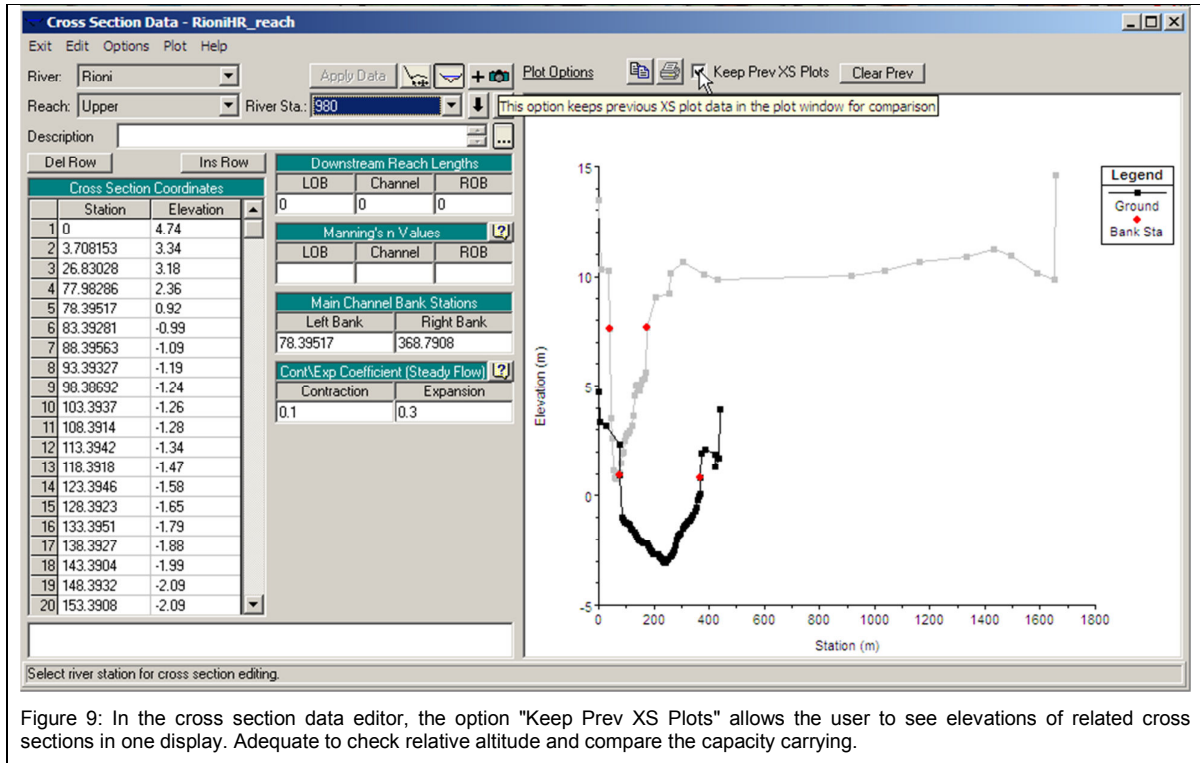 Cross Section Data - RioniHR_reach
Exit Edit Options Plot Help
River: Rioni Apply Data + Plot Options Keep Prev XS Plots Clear Prev
Reach: Upper River Sta.: 980
This option keeps previous XS plot data in the plot window for comparison
Description ...
Del Row Ins Row
Cross Section Coordinates
Station Elevation
1 0 4.74
2 3.708153 3.34
3 26.83028 3.18
4 77.98286 2.36
5 78.39517 0.92
6 83.39281 -0.99
7 88.39563 -1.09
8 93.39327 -1.19
9 98.38692 -1.24
10 103.3937 -1.26
11 108.3914 -1.28
12 113.3942 -1.34
13 118.3918 -1.47
14 123.3946 -1.58
15 128.3923 -1.65
16 133.3951 -1.79
17 138.3927 -1.88
18 143.3904 -1.99
19 148.3932 -2.09
20 153.3908 -2.09
Downstream Reach Lengths
LOB Channel ROB
0 0 0
Manning's n Values
LOB Channel ROB
Main Channel Bank Stations
Left Bank Right Bank
78.39517 368.7908
Cont\Exp Coefficient (Steady Flow)
Contraction Expansion
0.1 0.3
15
10
5
0
-5
Elevation (m)
0 200 400 600 800 1000 1200 1400 1600 1800
Station (m)
Legend
Ground
Bank Sta
Select river station for cross section editing.
Figure 9: In the cross section data editor, the option "Keep Prev XS Plots" allows the user to see elevations of related cross
sections in one display. Adequate to check relative altitude and compare the capacity carrying.